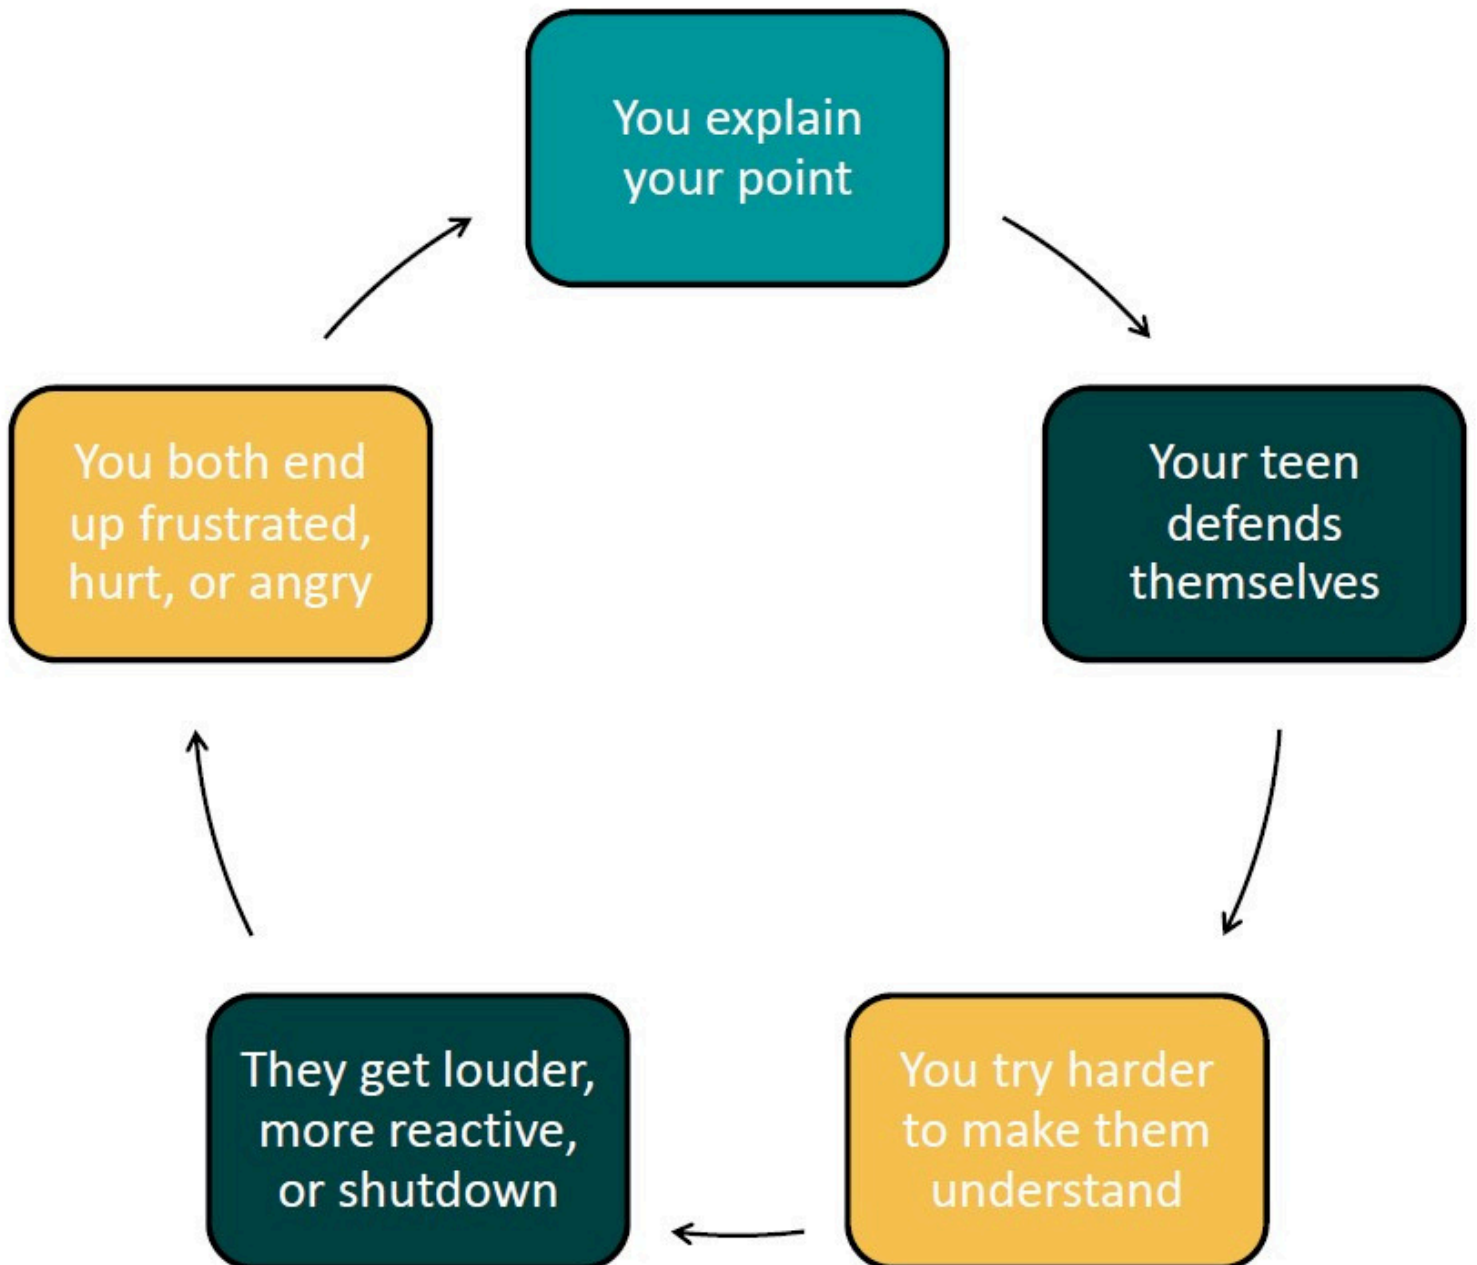 You explain
your point
Your teen
defends
themselves
You try harder
to make them
understand
They get louder,
more reactive,
or shutdown
You both end
up frustrated,
hurt, or angry